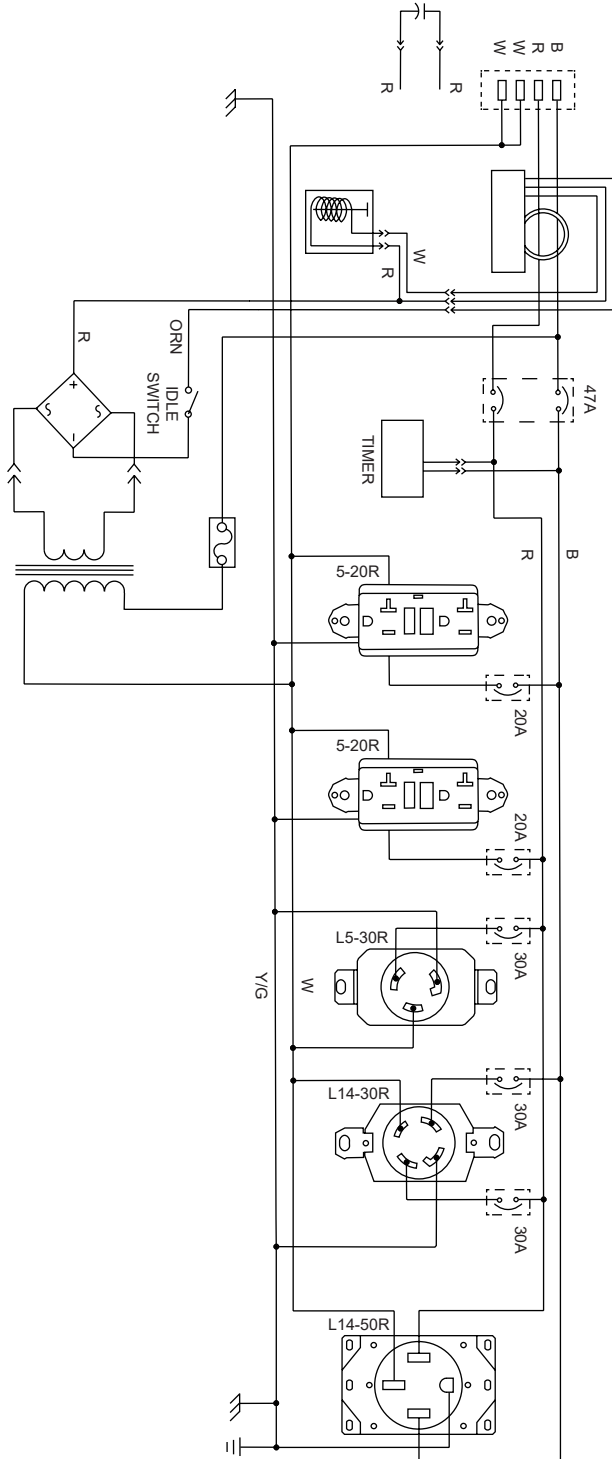 W
W
R
B
R
R
47A
W
R
ORN
IDLE
SWITCH
R
TIMER
R
B
5-20R
20A
5-20R
20A
30A
L5-30R
Y/G
W
30A
L14-30R
30A
L14-50R